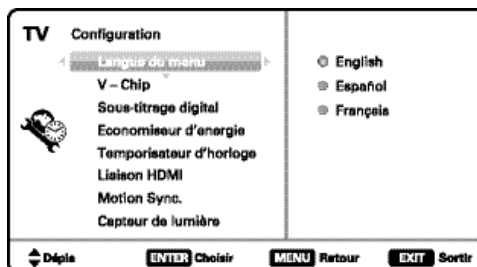 TV Configuration
Langue du menu
V – Chip
Sous-titrage digital
Economiseur d'energie
Temporisateur d'horloge
Liaison HDMI
Motion Sync.
Capteur de lumière
English
Español
Français
Dépla ENTER Choisir MENU Retour EXIT Sortir